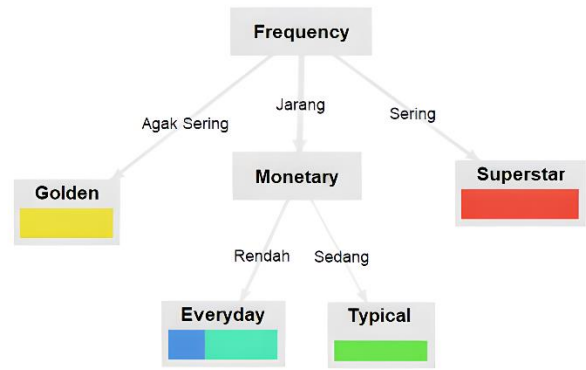 Frequency
Agak Sering
Jarang
Sering
Golden
Monetary
Superstar
Rendah
Sedang
Everyday
Typical